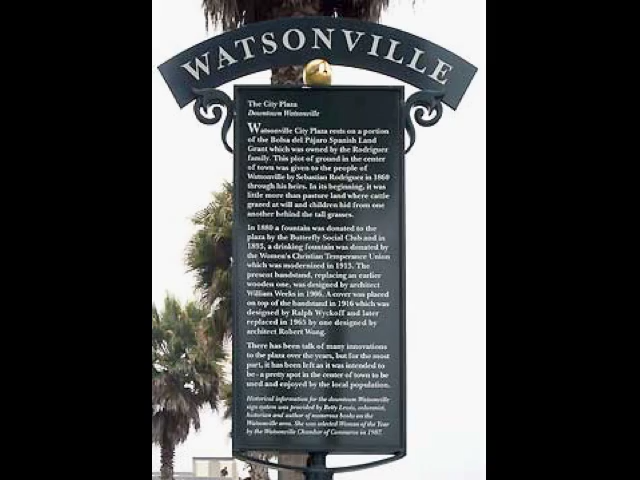 WATSONVILLE
The City Plaza
Downtown Watsonville
Watsonville City Plaza rests on a portion
of the Bolsa del Pájaro Spanish Land
Grant which was owned by the Rodriguez
family. This plot of ground in the center
of town was given to the people of
Watsonville by Sebastian Rodriguez in 1860
through his heirs. In its beginning, it was
little more than pasture land where cattle
grazed at will and children hid from one
another behind the tall grasses.
In 1880 a fountain was donated to the
plaza by the Butterfly Social Club and in
1893, a drinking fountain was donated by
the Women's Christian Temperance Union
which was modernized in 1913. The
present bandstand, replacing an earlier
wooden one, was designed by architect
William Weeks in 1906. A cover was placed
on top of the bandstand in 1916 which was
designed by Ralph Wyckoff and later
replaced in 1965 by one designed by
architect Robert Wong.
There has been talk of many innovations
to the plaza over the years, but for the most
part, it has been left as it was intended to
be - a pretty spot in the center of town to be
used and enjoyed by the local population.
Historical information for the downtown Watsonville
sign system was provided by Betty Lewis, columnist,
historian and author of numerous books on the
Watsonville area. She was selected Woman of the Year
by the Watsonville Chamber of Commerce in 1987.